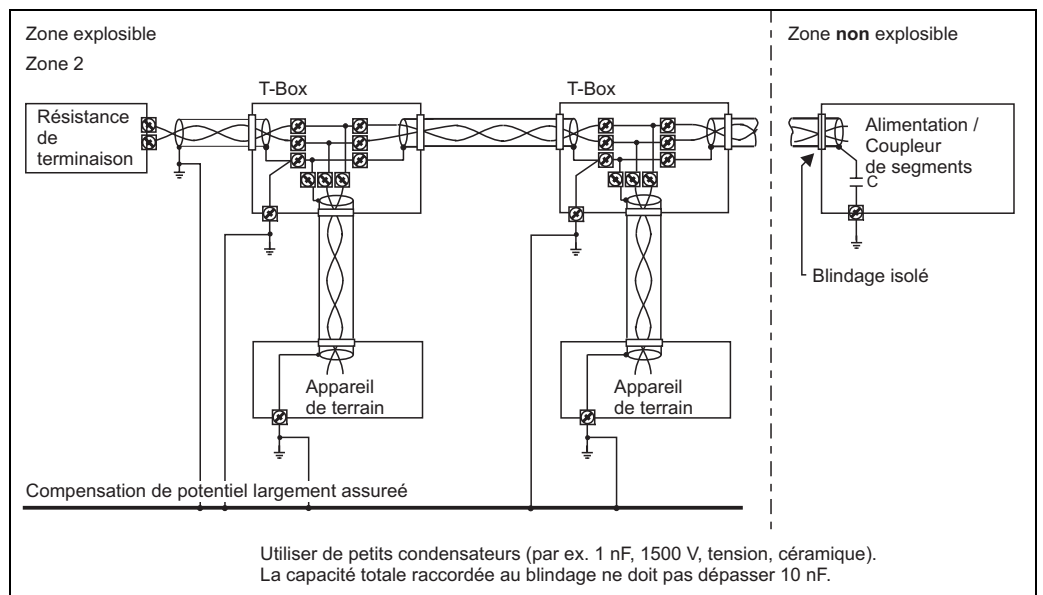 Zone explosible
Zone non explosible
Zone 2
T-Box
T-Box
Résistance
de
terminaison
Alimentation /
Coupleur
de segments
C
Blindage isolé
Appareil
de terrain
Appareil
de terrain
Compensation de potentiel largement assureé
Utiliser de petits condensateurs (par ex. 1 nF, 1500 V, tension, céramique).
La capacité totale raccordée au blindage ne doit pas dépasser 10 nF.